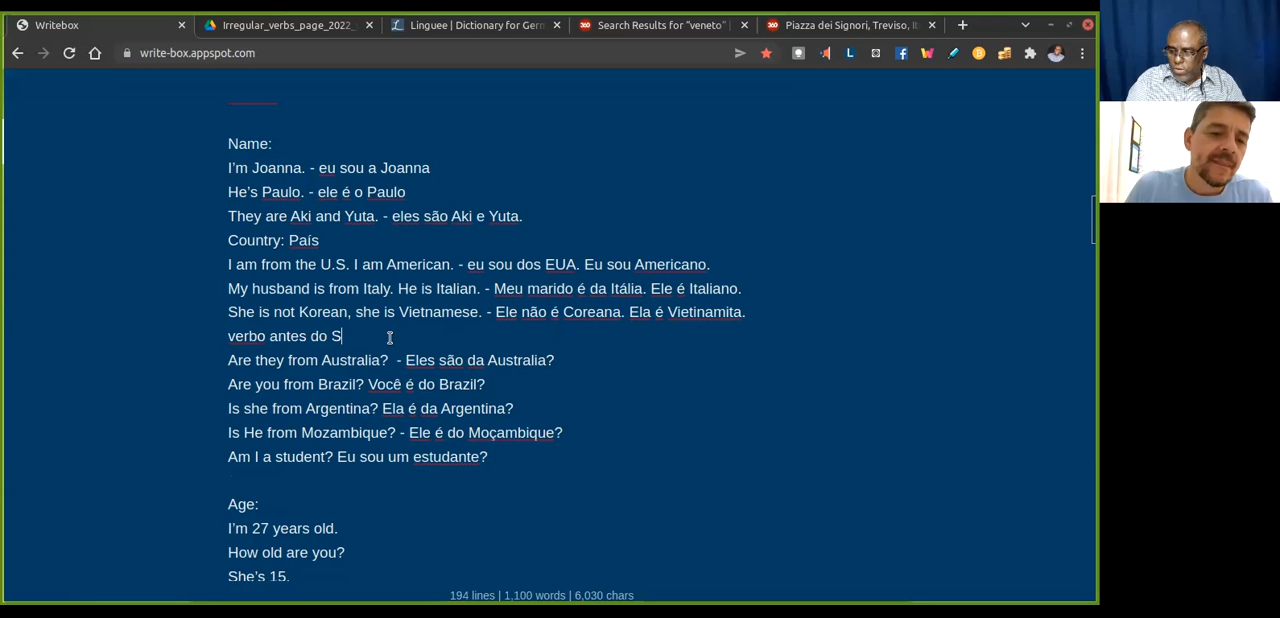 Writebox
Irregular_verbs_page_2022_
Linguee | Dictionary for Gern
Search Results for "veneto" |
Piazza dei Signori, Treviso, It
write-box.appspot.com
Name:
I'm Joanna. - eu sou a Joanna
He's Paulo. - ele é o Paulo
They are Aki and Yuta. - eles são Aki e Yuta.
Country: País
I am from the U.S. I am American. - eu sou dos EUA. Eu sou Americano.
My husband is from Italy. He is Italian. - Meu marido é da Itália. Ele é Italiano.
She is not Korean, she is Vietnamese. - Ele não é Coreana. Ela é Vietinamita.
verbo antes do S
Are they from Australia? - Eles são da Australia?
Are you from Brazil? Você é do Brazil?
Is she from Argentina? Ela é da Argentina?
Is He from Mozambique? - Ele é do Moçambique?
Am I a student? Eu sou um estudante?
Age:
I'm 27 years old.
How old are you?
She's 15.
194 lines | 1,100 words | 6,030 chars